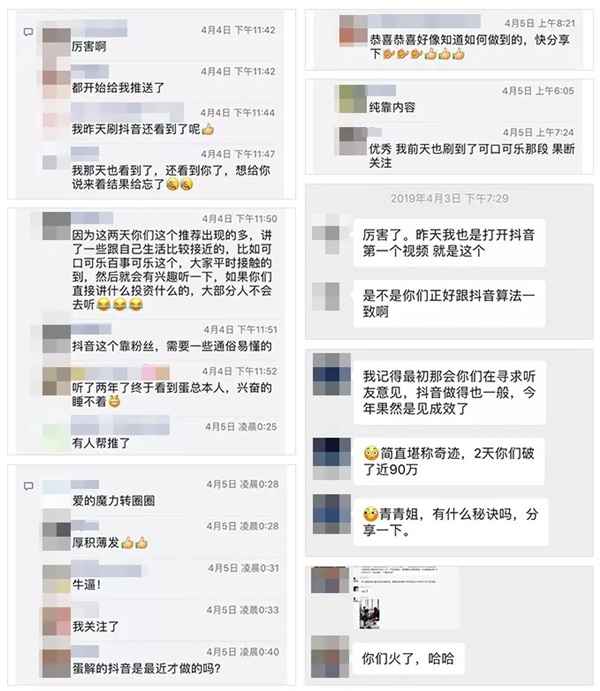 4月4日 下午11:42
厉害啊
4月4日 下午11:42
都开始给我推送了
4月4日 下午11:44
我昨天刷抖音还看到了呢👍
4月4日 下午11:47
我那天也看到了,还看到你了,想给你
说来着结果给忘了😪😪
4月4日 下午11:50
因为这两天你们这个推荐出现的多,讲
了一些跟自己生活比较接近的,比如可
口可乐百事可乐这个,大家平时接触的
到,然后就会有兴趣听一下,如果你们
直接讲什么投资什么的,大部分人不会
去听😂😂😂
4月4日 下午11:51
抖音这个靠粉丝,需要一些通俗易懂的
4月4日 下午11:52
听了两年了终于看到蛋总本人,兴奋的
睡不着😁
4月5日 凌晨0:25
有人帮推了
4月5日 凌晨0:28
爱的魔力转圈圈
4月5日 凌晨0:28
厚积薄发👍👍
4月5日 凌晨0:31
牛逼!
4月5日 凌晨0:33
我关注了
4月5日 凌晨0:40
蛋解的抖音是最近才做的吗?
4月5日 上午8:21
恭喜恭喜好像知道如何做到的,快分享
下✊✊✊👍👍👍
4月5日 上午6:05
纯靠内容
4月5日 上午7:24
优秀 我前天也刷到了可口可乐那段 果断
关注
2019年4月3日 下午7:29
厉害了。昨天我也是打开抖音
第一个视频 就是这个
是不是你们正好跟抖音算法一
致啊
我记得最初那会你们在寻求听
友意见,抖音做得也一般,今
年果然是见成效了
😳简直堪称奇迹,2天你们破
了近90万
😉青青姐,有什么秘诀吗,分
享一下。
你们火了,哈哈